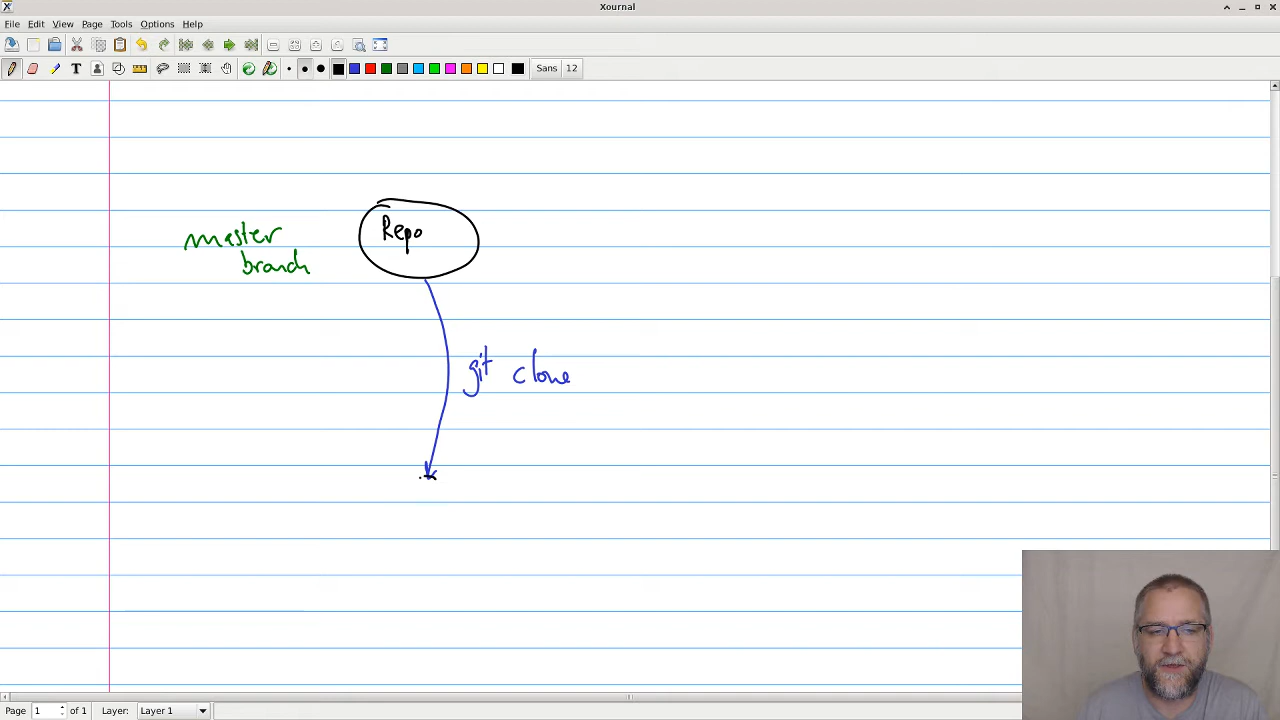 Xournal
File Edit View Page Tools Options Help
Sans 12
Repo
master
branch
git clone
Page 1 of 1 Layer: Layer 1